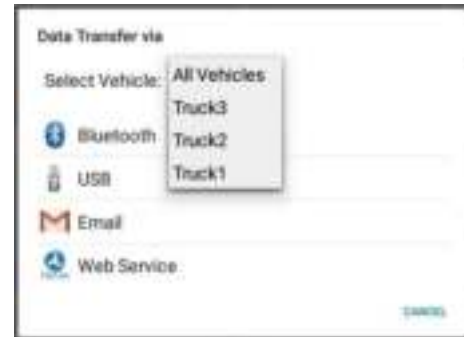 Data Transfer via
Select Vehicle: All Vehicles
Truck3
Bluetooth Truck2
USB Truck1
Email
Web Service
CANCEL